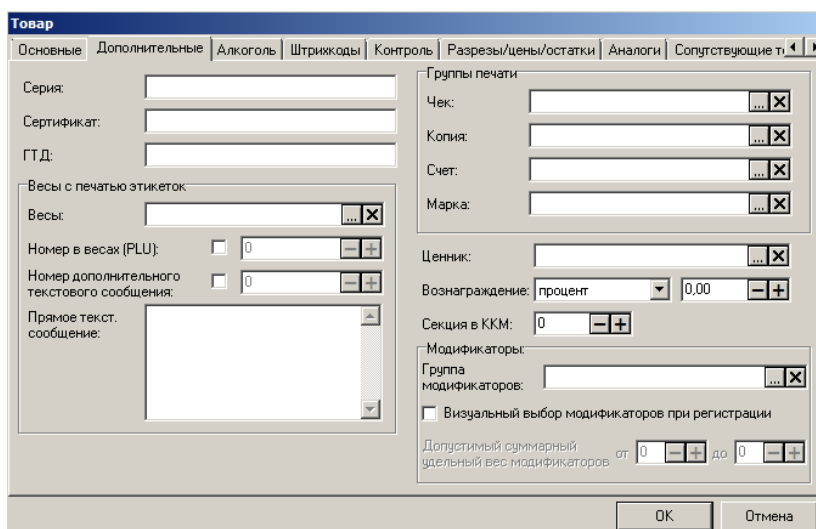 Товар
Основные Дополнительные Алкоголь Штрихкоды Контроль Разрезы/цены/остатки Аналоги Сопутствующие т
Серия:
Сертификат:
ГТД:
Весы с печатью этикеток
Весы: ...
Номер в весах (PLU): 0
Номер дополнительного
текстового сообщения: 0
Прямое текст.
сообщение:
Группы печати
Чек: ...
Копия: ...
Счет: ...
Марка: ...
Ценник: ...
Вознаграждение: процент 0,00
Секция в ККМ: 0
Модификаторы:
Группа
модификаторов: ...
Визуальный выбор модификаторов при регистрации
Допустимый суммарный
удельный вес модификаторов от 0 до 0
OK Отмена